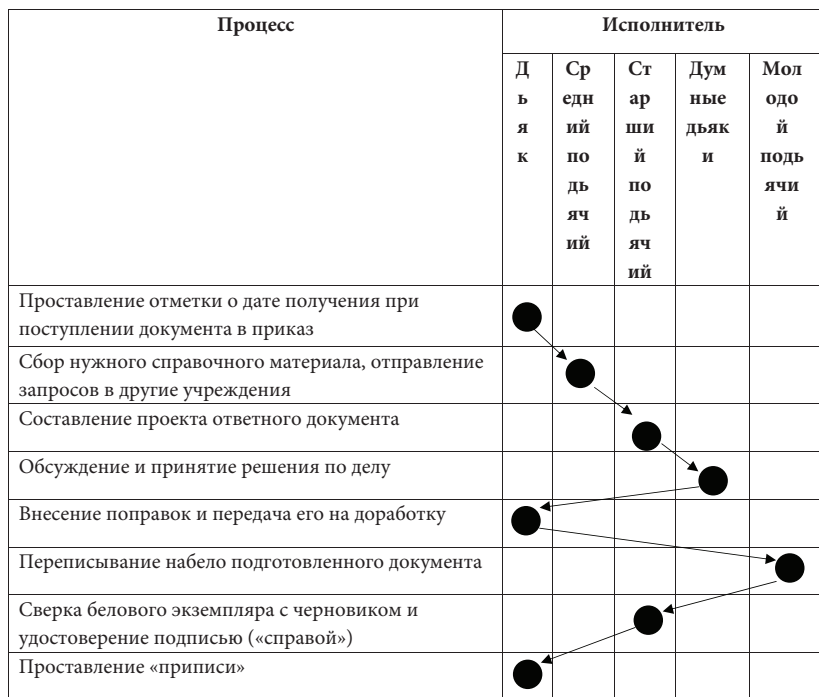 Процесс
Исполнитель
Д
ь
я
к
Ср
едн
ий
по
дь
яч
ий
Ст
ар
ши
й
по
дь
яч
ий
Дум
ные
дьяк
и
Мол
одо
й
подь
ячи
й
Проставление отметки о дате получения при
поступлении документа в приказ
Сбор нужного справочного материала, отправление
запросов в другие учреждения
Составление проекта ответного документа
Обсуждение и принятие решения по делу
Внесение поправок и передача его на доработку
Переписывание набело подготовленного документа
Сверка белового экземпляра с черновиком и
удостоверение подписью («справой»)
Проставление «приписи»